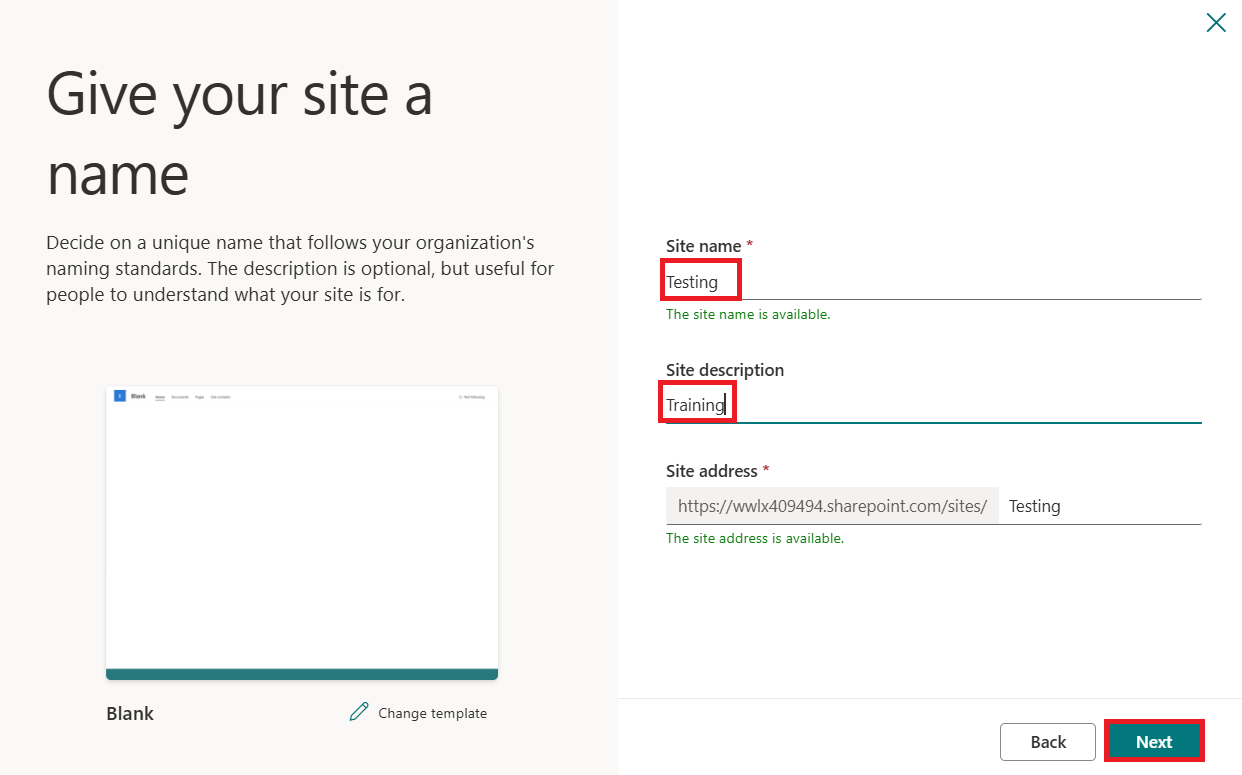 Give your site a
name
Decide on a unique name that follows your organization's
naming standards. The description is optional, but useful for
people to understand what your site is for.
Blank Home Documents Pages Site contents Not following
Blank
Change template
Site name *
Testing
The site name is available.
Site description
Training
Site address *
https://wwlx409494.sharepoint.com/sites/ Testing
The site address is available.
Back Next